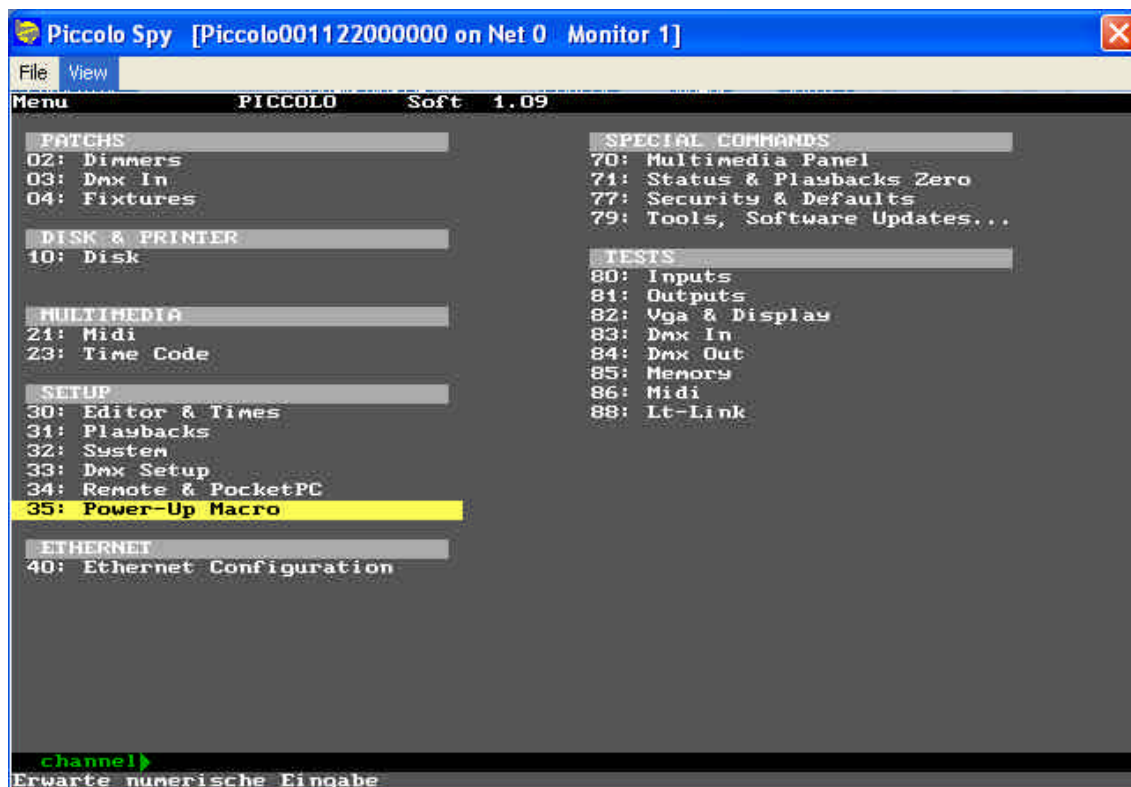 Piccolo Spy [Piccolo001122000000 on Net 0 Monitor 1]
File View
Menu PICCOLO Soft 1.09
PATCHS
02: Dimmers
03: Dmx In
04: Fixtures
DISK & PRINTER
10: Disk
MULTIMEDIA
21: Midi
23: Time Code
SETUP
30: Editor & Times
31: Playbacks
32: System
33: Dmx Setup
34: Remote & PocketPC
35: Power-Up Macro
ETHERNET
40: Ethernet Configuration
SPECIAL COMMANDS
70: Multimedia Panel
71: Status & Playbacks Zero
77: Security & Defaults
79: Tools, Software Updates...
TESTS
80: Inputs
81: Outputs
82: Vga & Display
83: Dmx In
84: Dmx Out
85: Memory
86: Midi
88: Lt-Link
channel
Erwarte numerische Eingabe